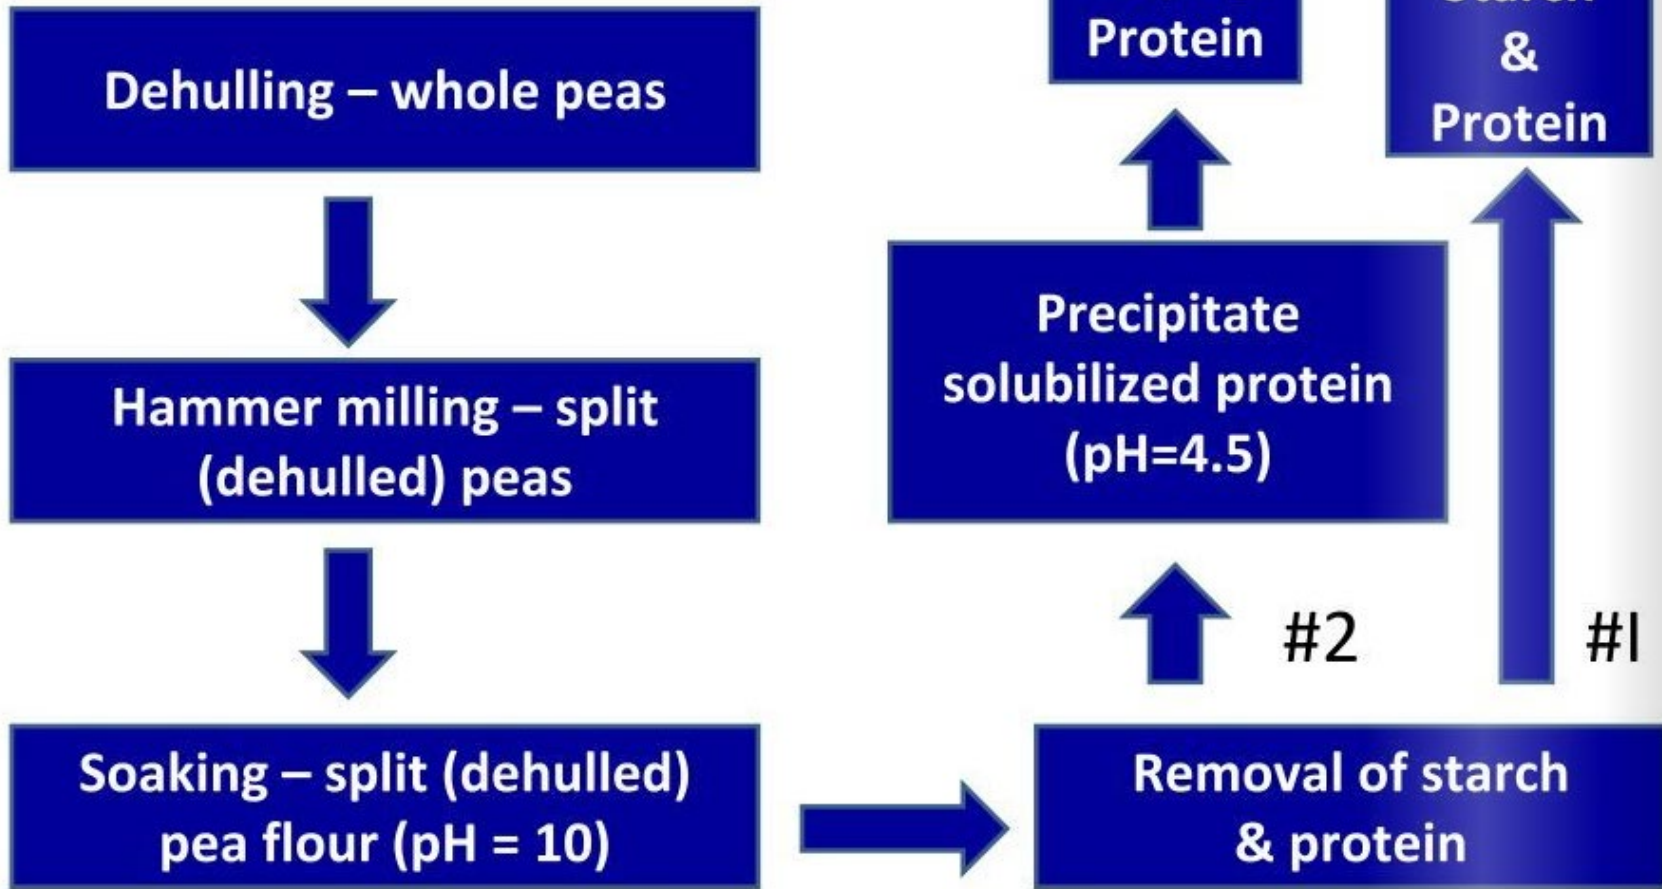 Dehulling – whole peas
Hammer milling – split
(dehulled) peas
Soaking – split (dehulled)
pea flour (pH = 10)
Removal of starch
& protein
#2
#I
Precipitate
solubilized protein
(pH=4.5)
Protein
&
Protein